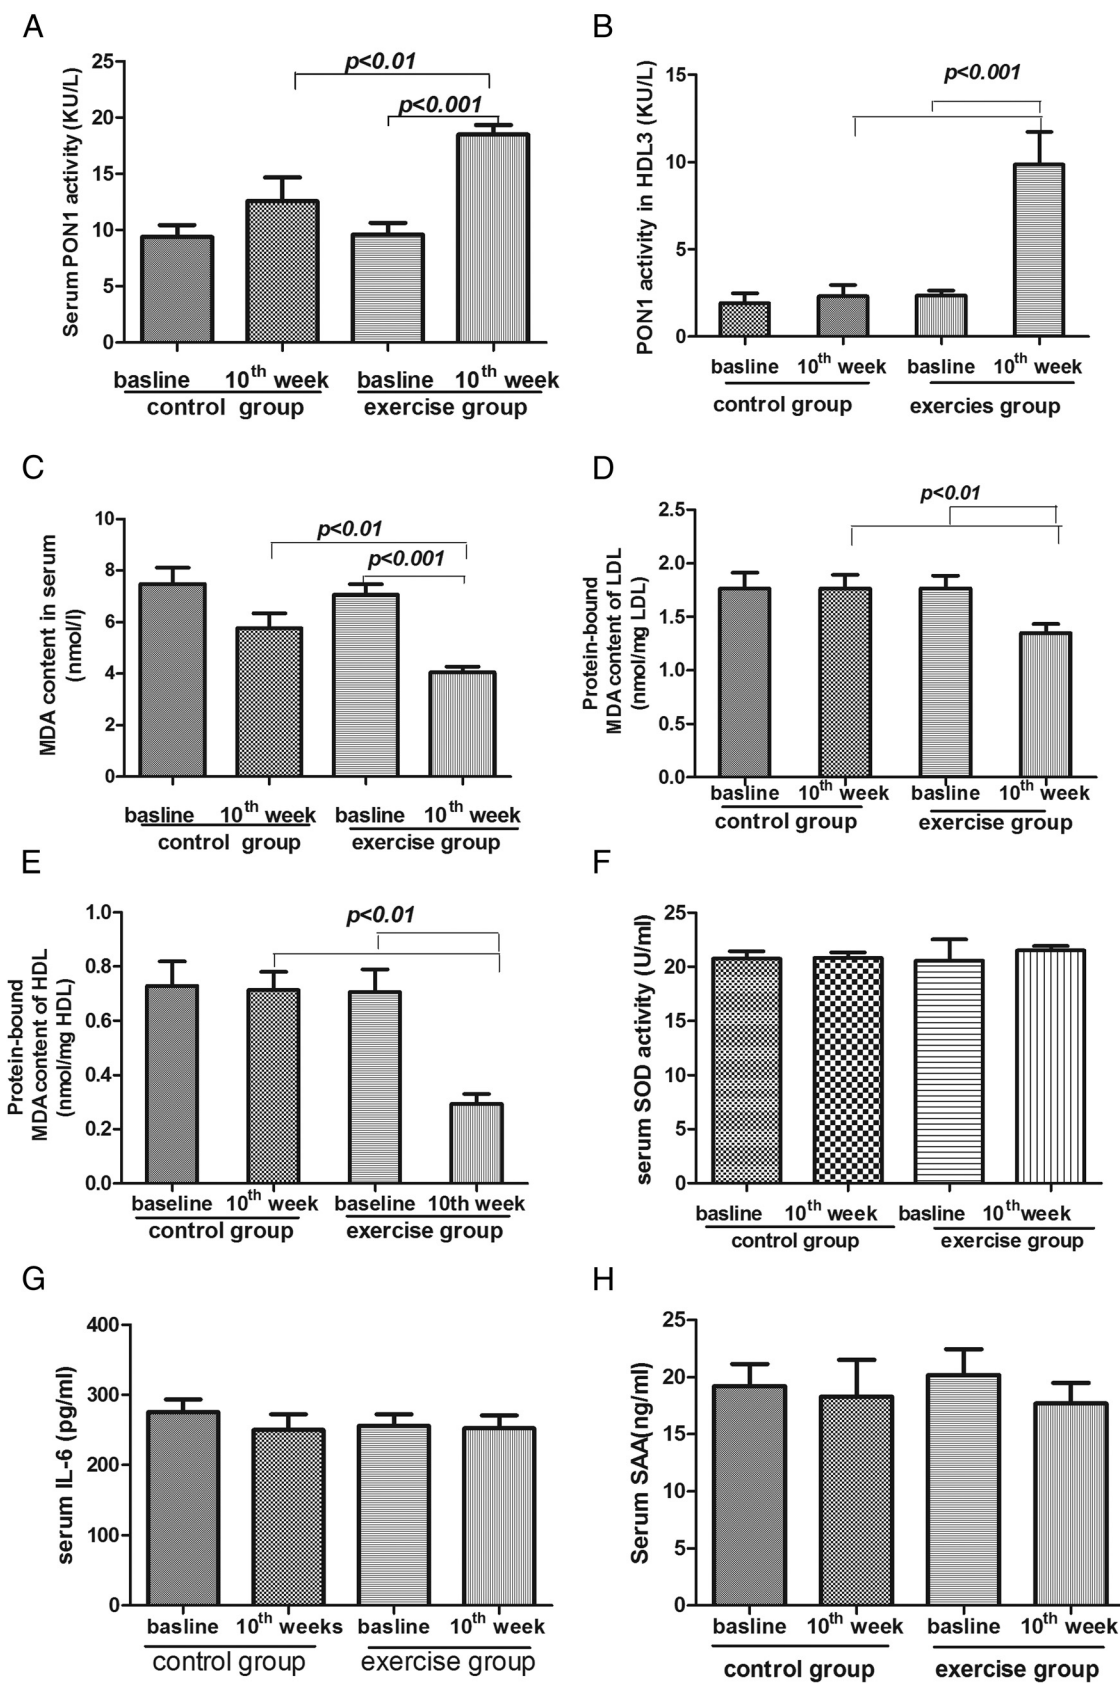 A
Serum PON1 activity (KU/L)
25
20
15
10
5
0
p<0.01
p<0.001
basline 10th week basline 10th week
control group exercise group
B
PON1 activity in HDL3 (KU/L)
15
10
5
0
p<0.001
basline 10th week basline 10th week
control group exercies group
C
MDA content in serum
(nmol/l)
10
8
6
4
2
0
p<0.01
p<0.001
basline 10th week basline 10th week
control group exercise group
D
Protein-bound
MDA content of LDL
(nmol/mg LDL)
2.5
2.0
1.5
1.0
0.5
0.0
p<0.01
basline 10th week basline 10th week
control group exercise group
E
Protein-bound
MDA content of HDL
(nmol/mg HDL)
1.0
0.8
0.6
0.4
0.2
0.0
p<0.01
baseline 10th week baseline 10th week
control group exercise group
F
serum SOD activity (U/ml)
25
20
15
10
5
0
basline 10th week basline 10thweek
control group exercise group
G
serum IL-6 (pg/ml)
400
300
200
100
0
basline 10th weeks basline 10th week
control group exercise group
H
Serum SAA(ng/ml)
25
20
15
10
5
0
basline 10th week basline 10th week
control group exercise group